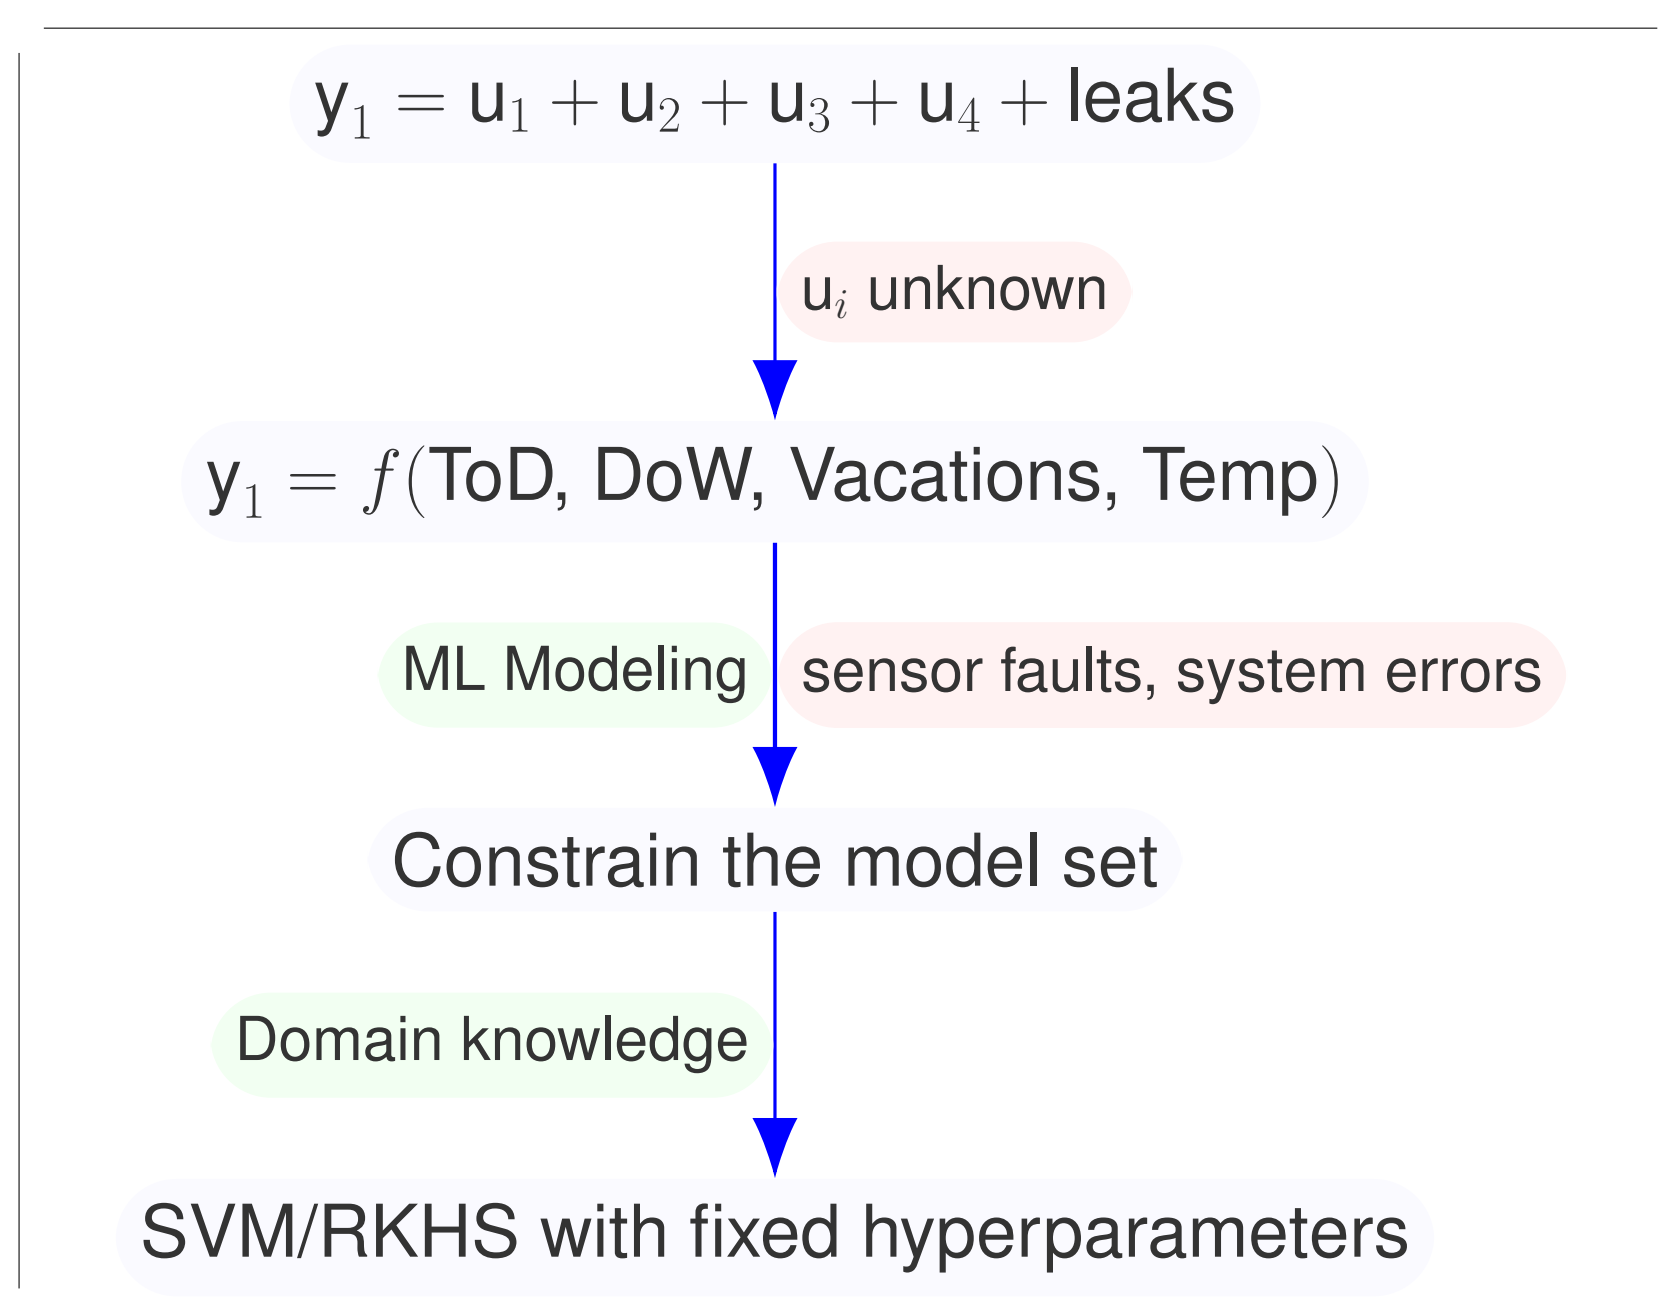 y₁ = u₁ + u₂ + u₃ + u₄ + leaks
uᵢ unknown
y₁ = f(ToD, DoW, Vacations, Temp)
ML Modeling
sensor faults, system errors
Constrain the model set
Domain knowledge
SVM/RKHS with fixed hyperparameters